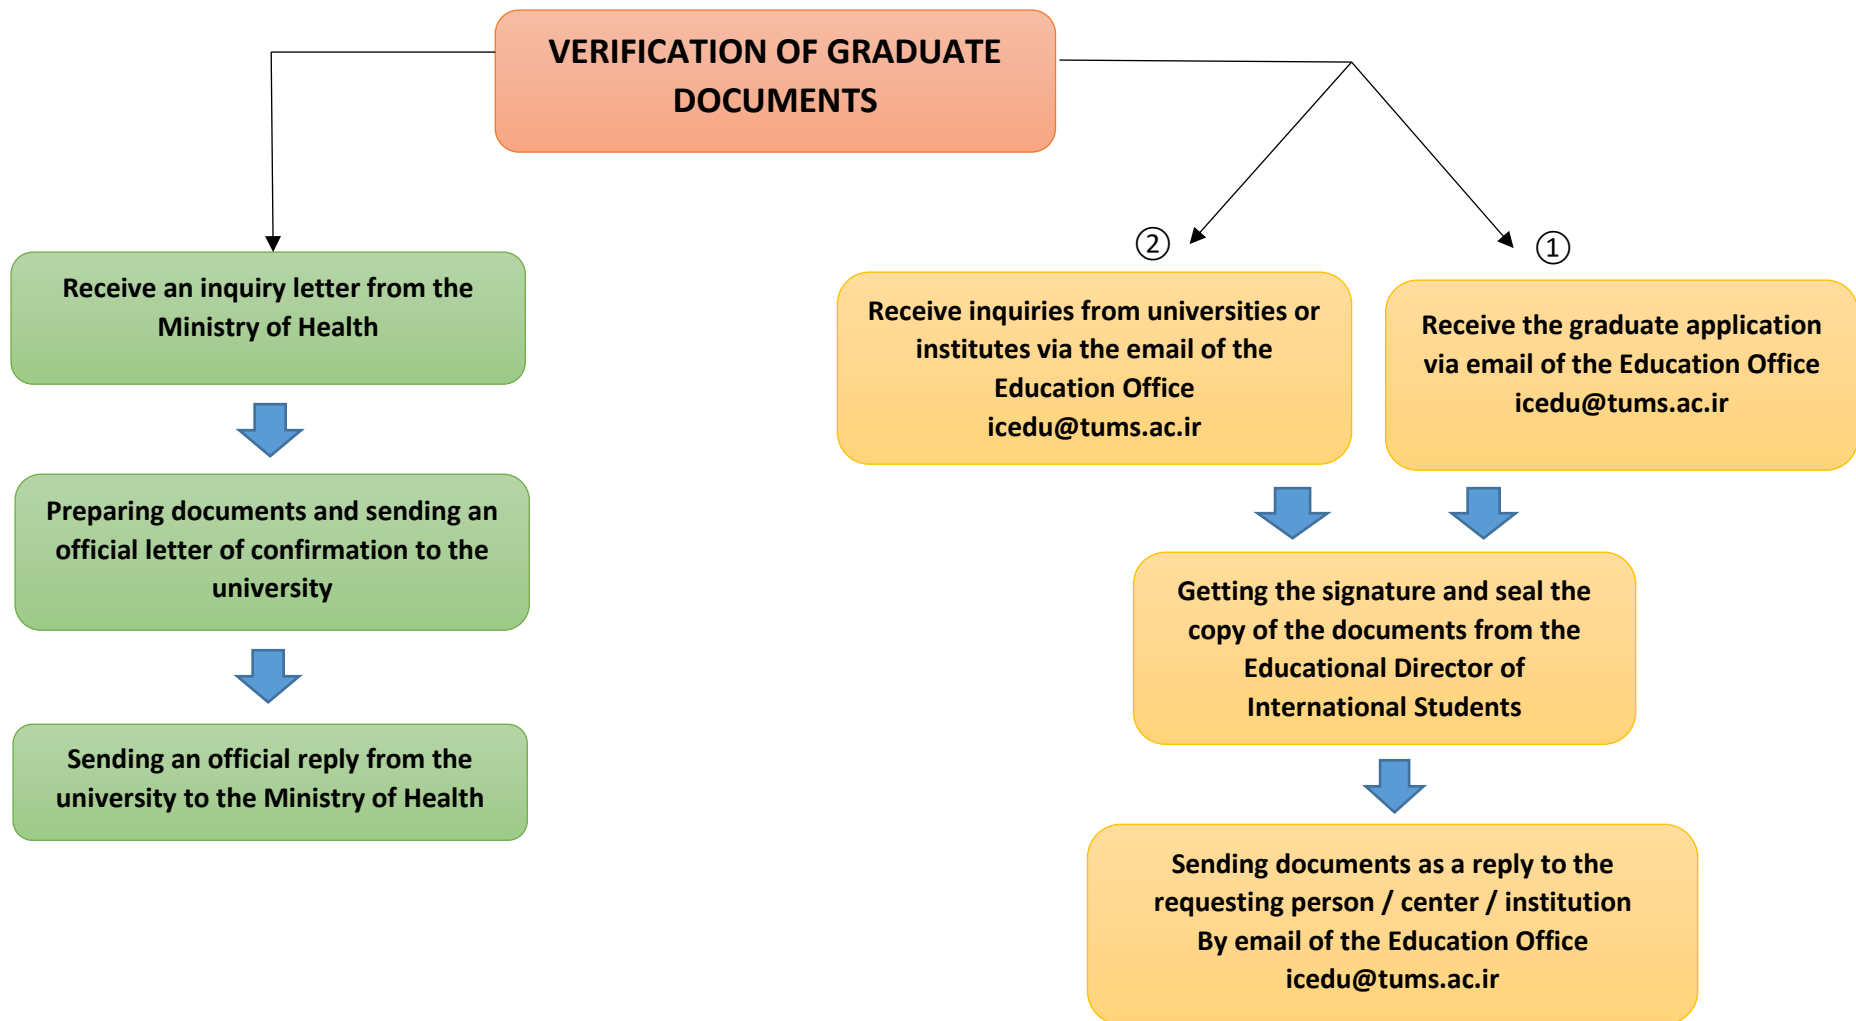 VERIFICATION OF GRADUATE
DOCUMENTS
Receive an inquiry letter from the
Ministry of Health
Preparing documents and sending an
official letter of confirmation to the
university
Sending an official reply from the
university to the Ministry of Health
②
Receive inquiries from universities or
institutes via the email of the
Education Office
icedu@tums.ac.ir
①
Receive the graduate application
via email of the Education Office
icedu@tums.ac.ir
Getting the signature and seal the
copy of the documents from the
Educational Director of
International Students
Sending documents as a reply to the
requesting person / center / institution
By email of the Education Office
icedu@tums.ac.ir